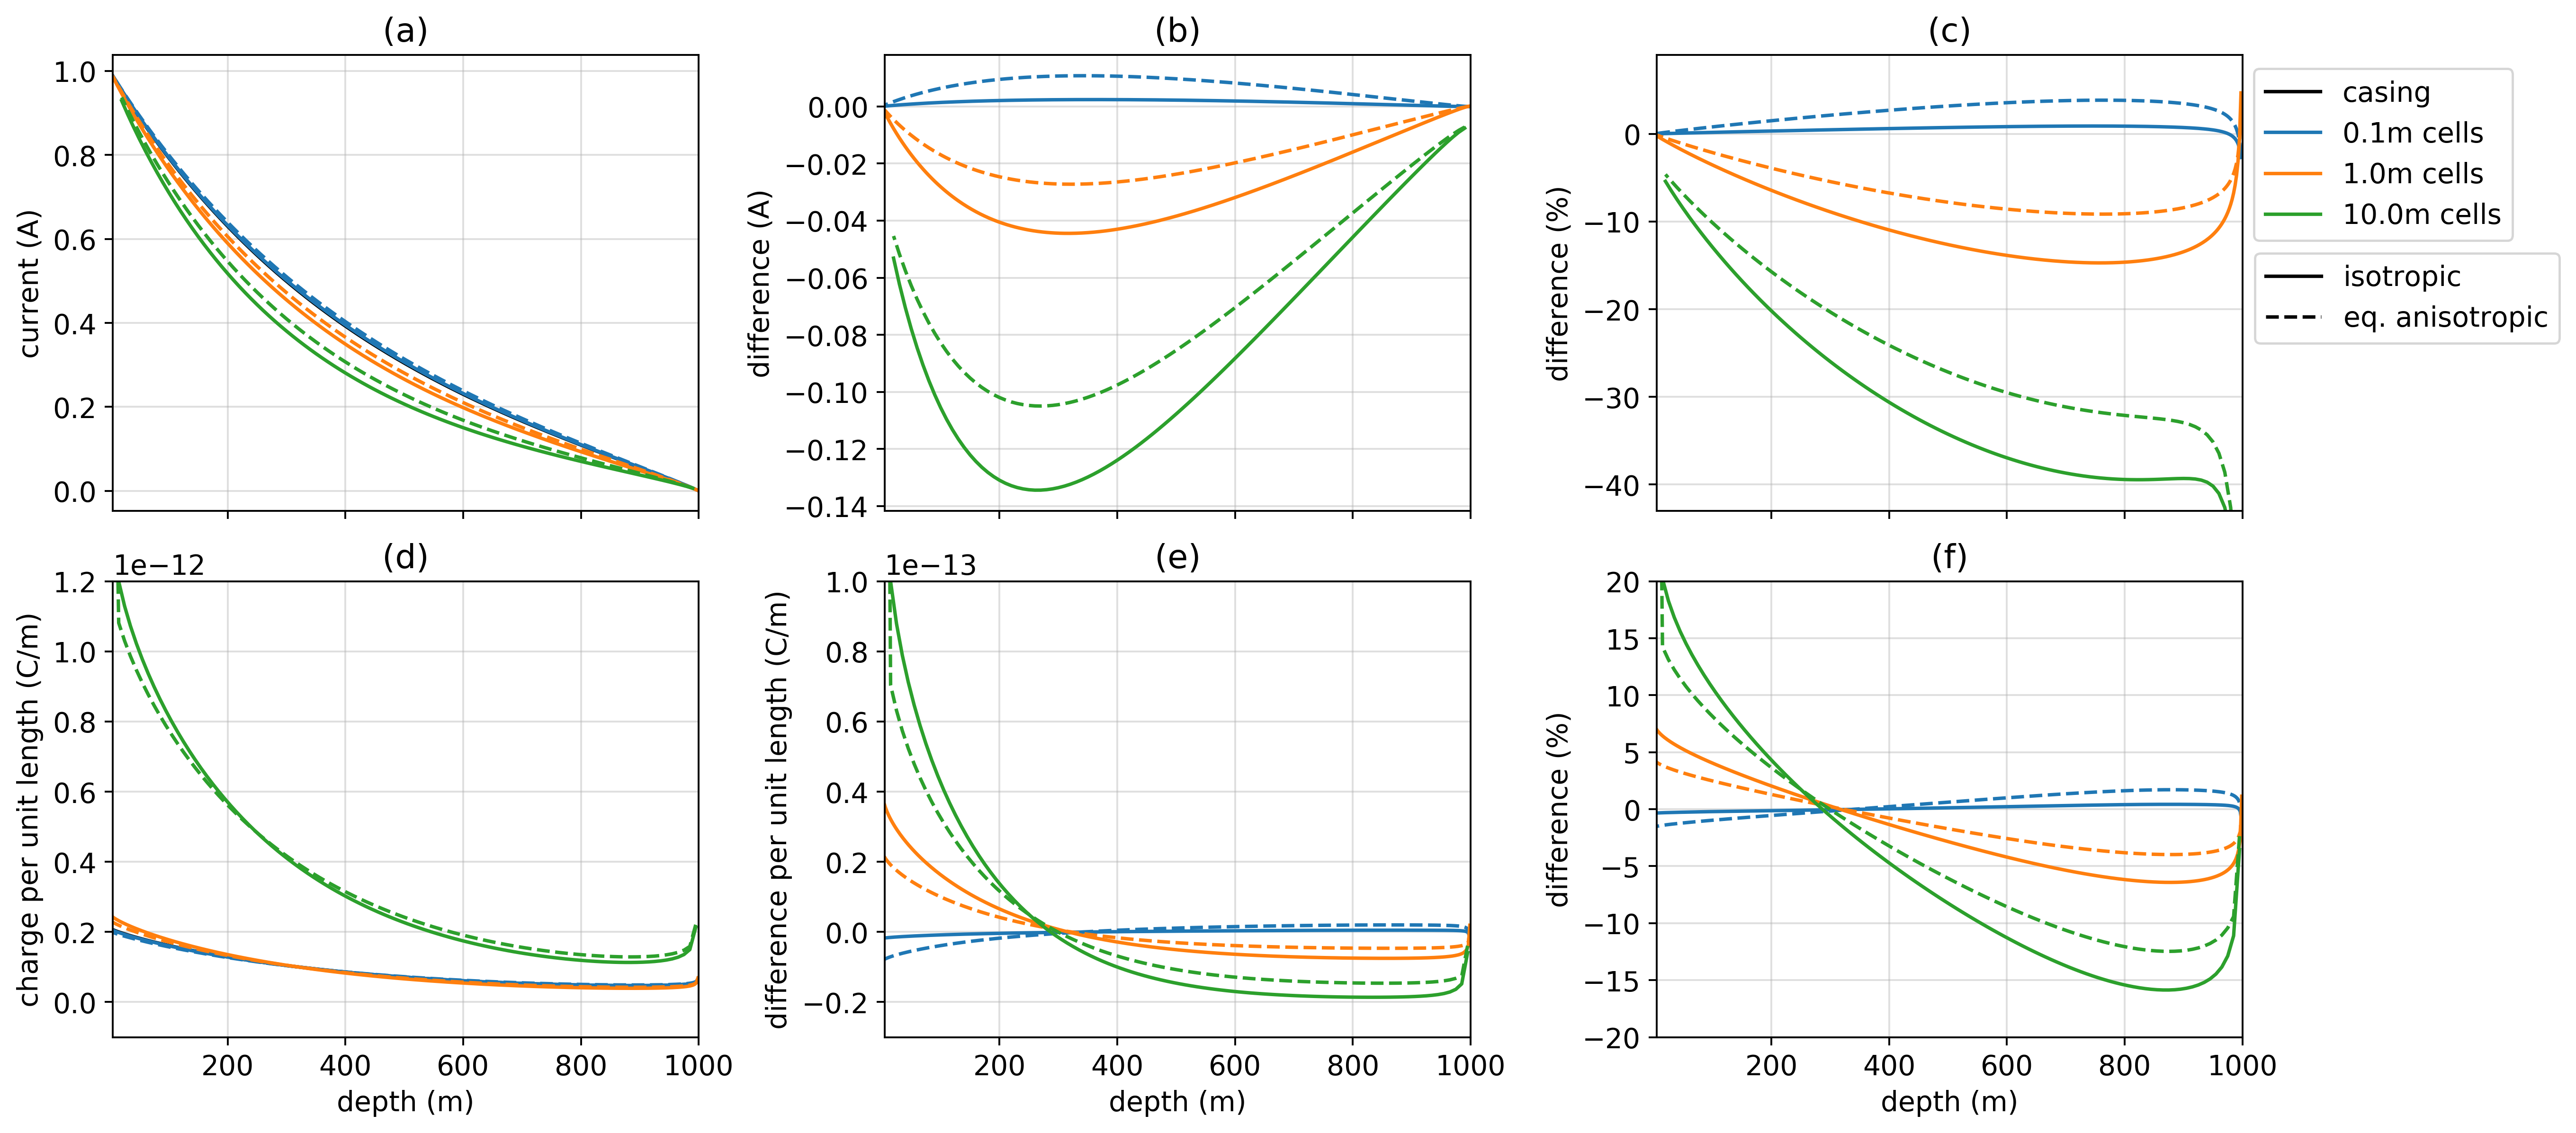 (a)
1.0
0.8
0.6
0.4
0.2
0.0
current (A)
(b)
0.00
−0.02
−0.04
−0.06
−0.08
−0.10
−0.12
−0.14
difference (A)
(c)
0
−10
−20
−30
−40
difference (%)
casing
0.1m cells
1.0m cells
10.0m cells
isotropic
eq. anisotropic
(d)
1e−12
1.2
1.0
0.8
0.6
0.4
0.2
0.0
charge per unit length (C/m)
200 400 600 800 1000
depth (m)
(e)
1e−13
1.0
0.8
0.6
0.4
0.2
0.0
−0.2
difference per unit length (C/m)
200 400 600 800 1000
depth (m)
(f)
20
15
10
5
0
−5
−10
−15
−20
difference (%)
200 400 600 800 1000
depth (m)